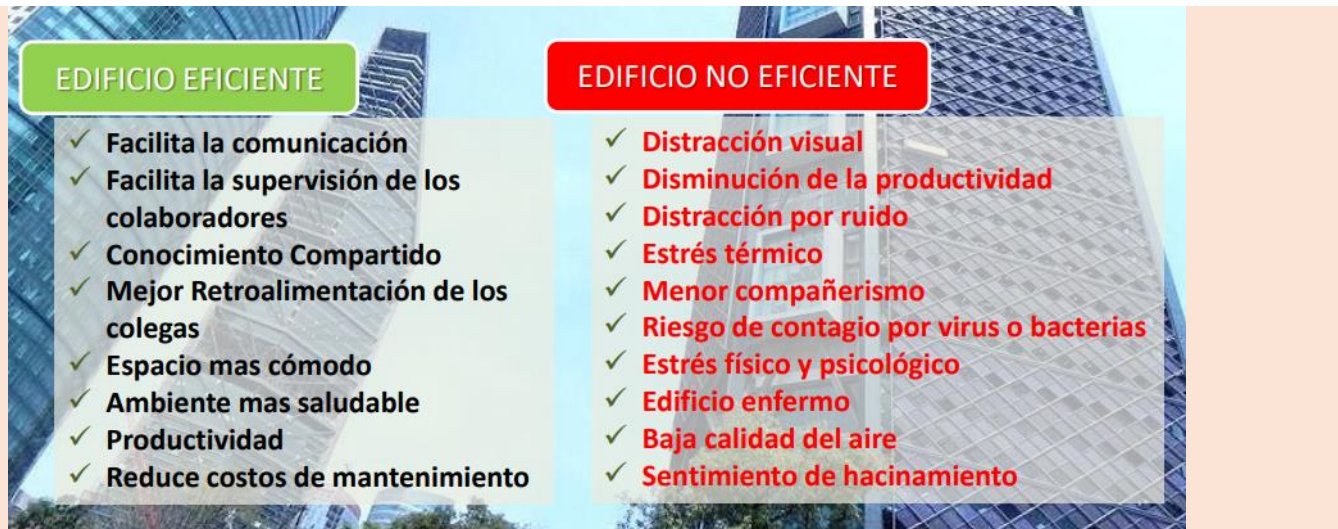 EDIFICIO EFICIENTE
Facilita la comunicación
Facilita la supervisión de los
colaboradores
Conocimiento Compartido
Mejor Retroalimentación de los
colegas
Espacio mas cómodo
Ambiente mas saludable
Productividad
Reduce costos de mantenimiento
EDIFICIO NO EFICIENTE
Distracción visual
Disminución de la productividad
Distracción por ruido
Estrés térmico
Menor compañerismo
Riesgo de contagio por virus o bacterias
Estrés físico y psicológico
Edificio enfermo
Baja calidad del aire
Sentimiento de hacinamiento